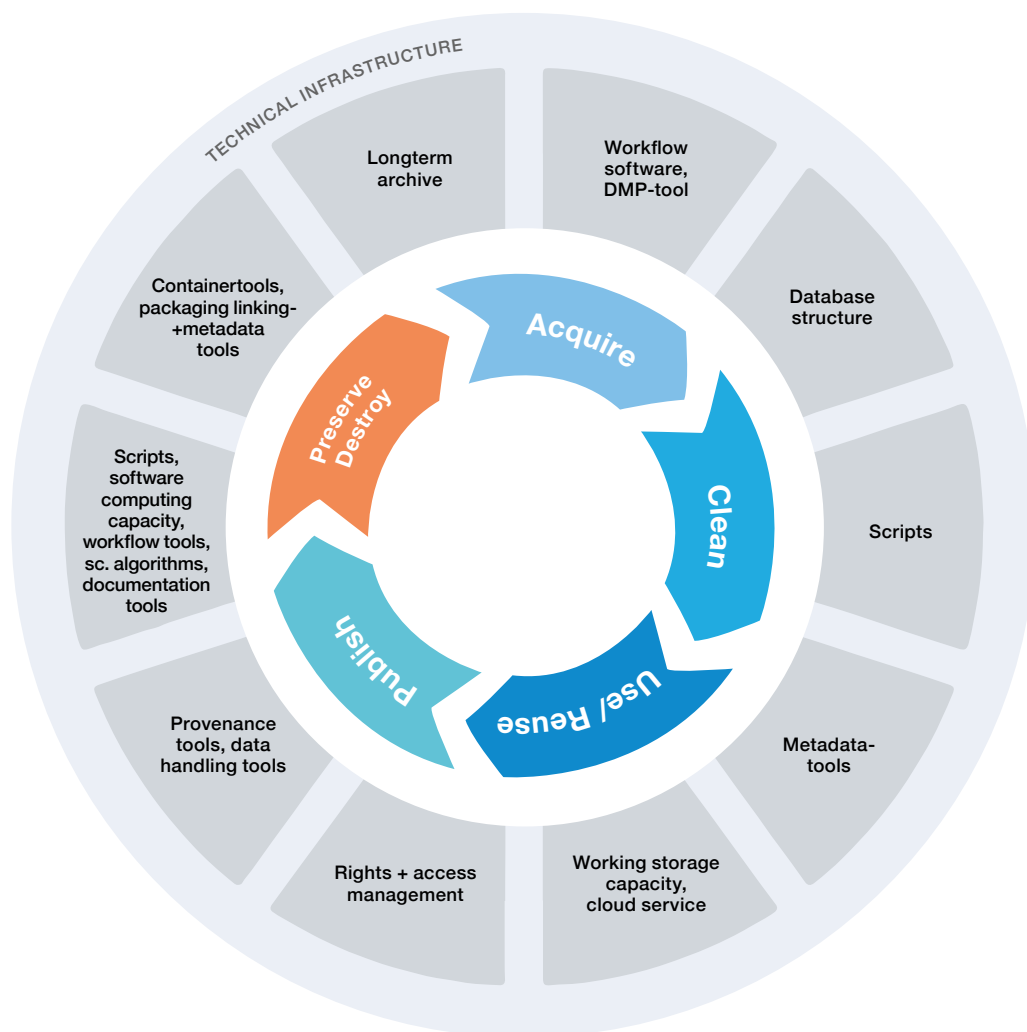 TECHNICAL INFRASTRUCTURE
Longterm
archive
Workflow
software,
DMP-tool
Database
structure
Scripts
Metadata-
tools
Working storage
capacity,
cloud service
Rights + access
management
Provenance
tools, data
handling tools
Scripts,
software
computing
capacity,
workflow tools,
sc. algorithms,
documentation
tools
Containertools,
packaging linking-
+metadata
tools
Acquire
Clean
Use/ Reuse
Publish
Preserve
Destroy